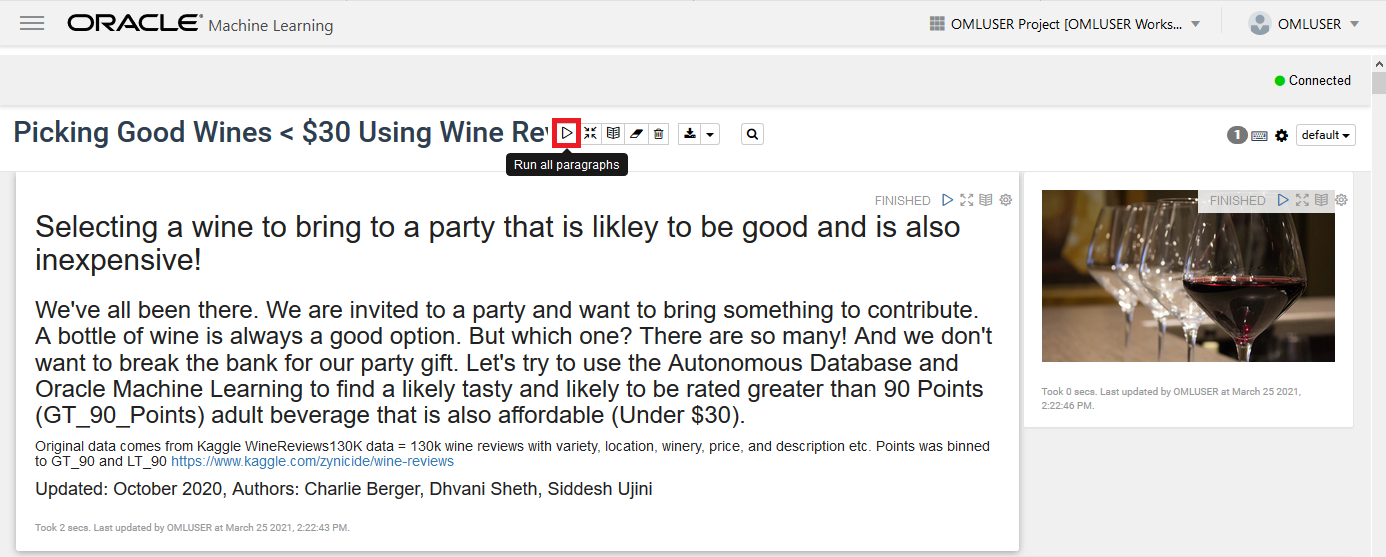 ORACLE Machine Learning
OMLUSER Project [OMLUSER Works...
OMLUSER
Connected
Picking Good Wines < $30 Using Wine
Run all paragraphs
1
default
FINISHED
Selecting a wine to bring to a party that is likley to be good and is also
inexpensive!
We've all been there. We are invited to a party and want to bring something to contribute.
A bottle of wine is always a good option. But which one? There are so many! And we don't
want to break the bank for our party gift. Let's try to use the Autonomous Database and
Oracle Machine Learning to find a likely tasty and likely to be rated greater than 90 Points
(GT_90_Points) adult beverage that is also affordable (Under $30).
Original data comes from Kaggle WineReviews130K data = 130k wine reviews with variety, location, winery, price, and description etc. Points was binned
to GT_90 and LT_90 https://www.kaggle.com/zynicide/wine-reviews
Updated: October 2020, Authors: Charlie Berger, Dhvani Sheth, Siddesh Ujini
Took 2 secs. Last updated by OMLUSER at March 25 2021, 2:22:43 PM.
FINISHED
Took 0 secs. Last updated by OMLUSER at March 25 2021,
2:22:46 PM.